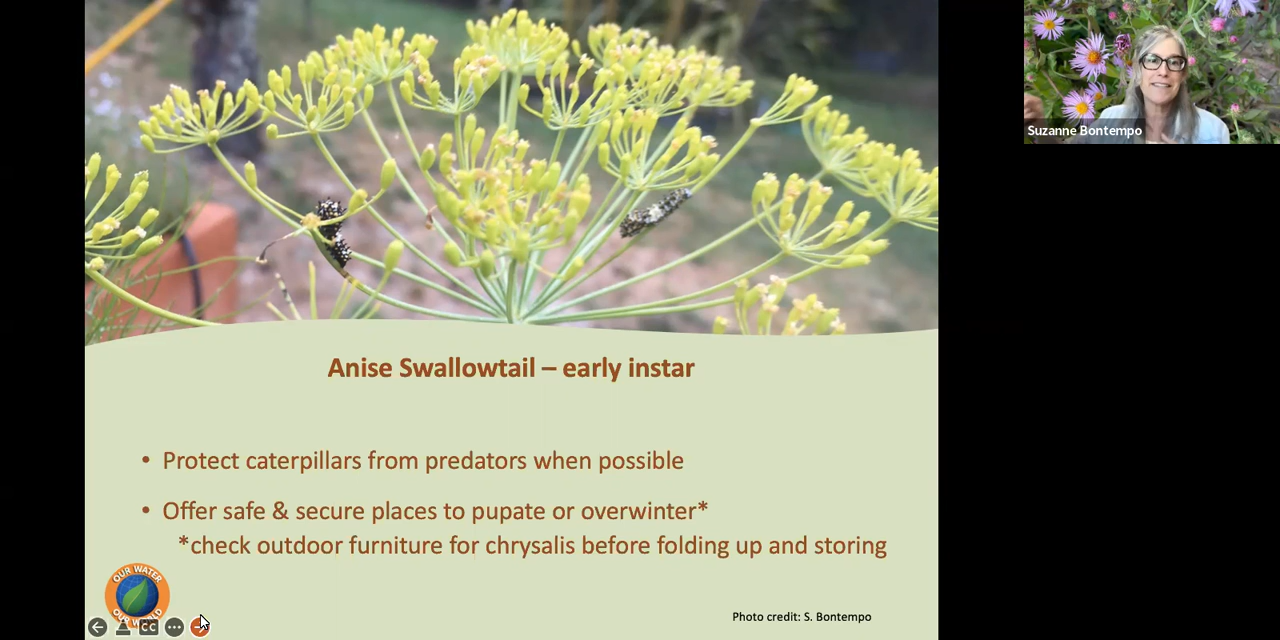 Suzanne Bontempo
Anise Swallowtail – early instar
• Protect caterpillars from predators when possible
• Offer safe & secure places to pupate or overwinter*
*check outdoor furniture for chrysalis before folding up and storing
OUR WATER
OUR WORLD
CC
Photo credit: S. Bontempo